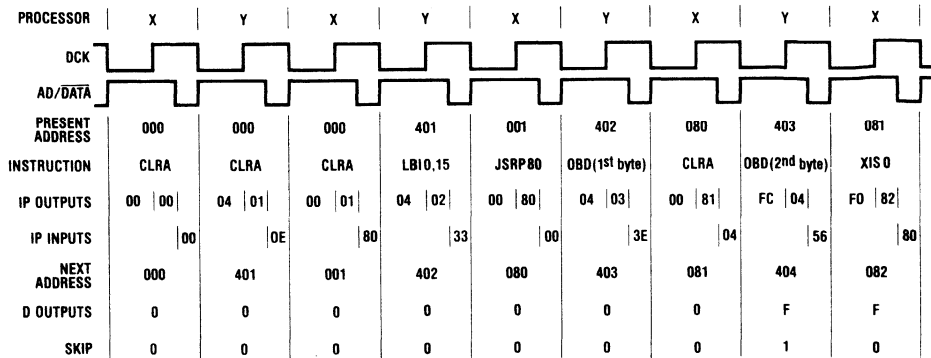 PROCESSOR X Y X Y X Y X Y X
DCK
AD/DATA
PRESENT ADDRESS 000 000 000 401 001 402 080 403 081
INSTRUCTION CLRA CLRA CLRA LBI 0,15 JSRP 80 OBD (1st byte) CLRA OBD (2nd byte) XIS 0
IP OUTPUTS 00 00 04 01 00 01 04 02 00 80 04 03 00 81 FC 04 F0 82
IP INPUTS 00 0E 80 33 00 3E 04 56 80
NEXT ADDRESS 000 401 001 402 080 403 081 404 082
D OUTPUTS 0 0 0 0 0 0 0 F F
SKIP 0 0 0 0 0 0 0 1 0